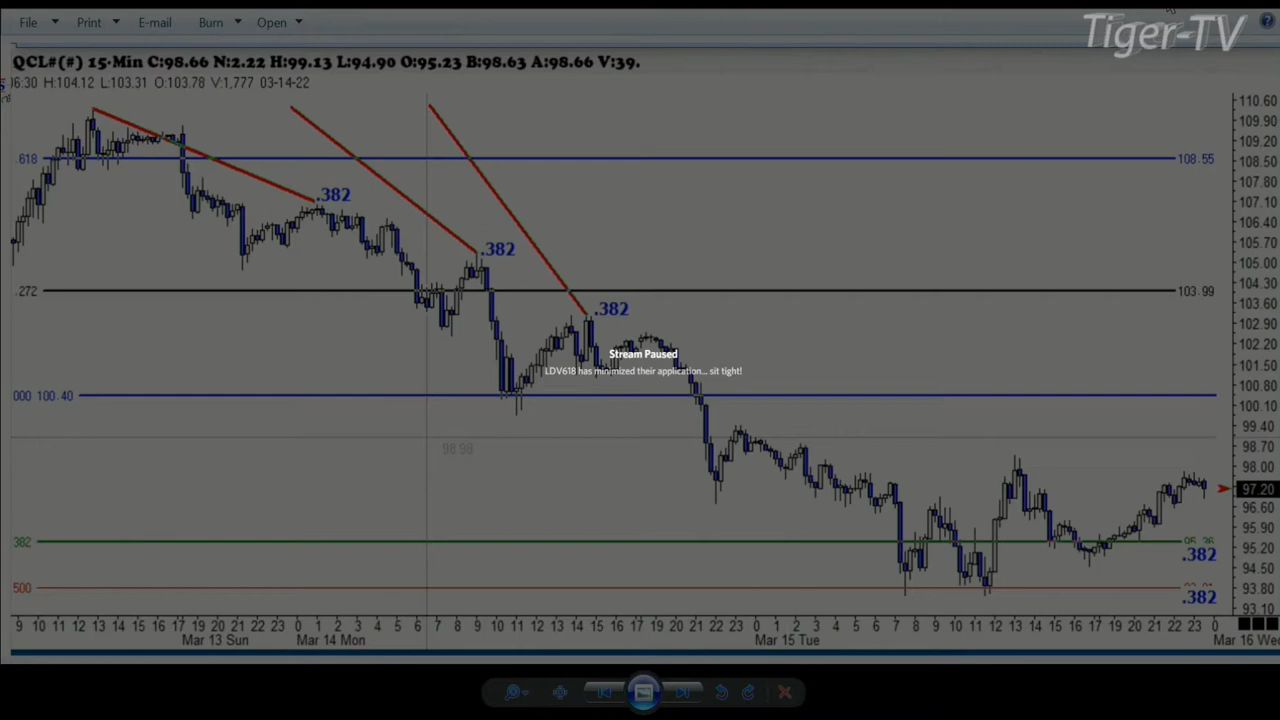 File Print E-mail Burn Open
Tiger-TV
QCL#(#) 15-Min C:98.66 N:2.22 H:99.13 L:94.90 O:95.23 B:98.63 A:98.66 V:39.
6:30 H:104.12 L:103.31 O:103.78 V:1,777 03-14-22
110.60
109.90
109.20
.618 108.55 108.50
107.80
.382 107.10
106.40
105.70
.382 105.00
104.30
.272 103.99
103.60
.382 102.90
102.20
Stream Paused
LDV618 has minimized their application... sit tight!
101.50
100.80
000 100.40
100.10
99.40
98.98 98.70
98.00
97.20
96.60
95.90
382 95.36 95.20
.382
94.50
500 93.80
.382
93.10
9 10 11 12 13 14 15 16 17 18 19 20 21 22 23 0 1 2 3 4 5 6 7 8 9 10 11 12 13 14 15 16 17 18 19 20 21 22 23 0 1 2 3 4 5 6 7 8 9 10 11 12 13 14 15 16 17 18 19 20 21 22 23 0
Mar 13 Sun Mar 14 Mon Mar 15 Tue Mar 16 Wed